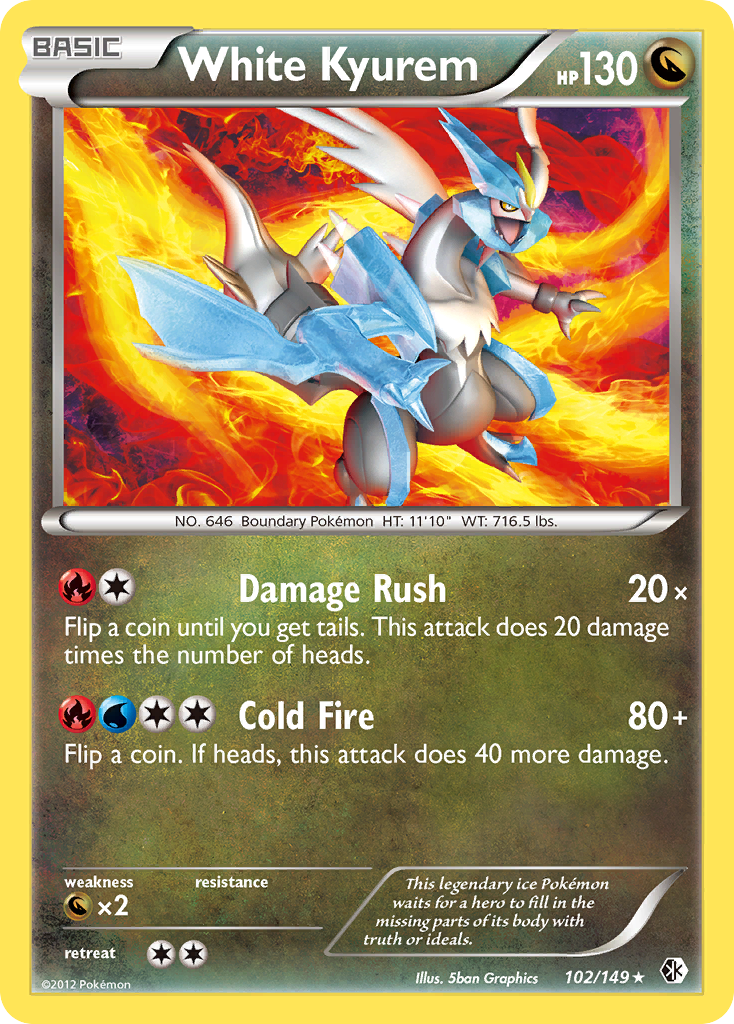 BASIC
White Kyurem
HP130
NO. 646 Boundary Pokémon HT: 11'10" WT: 716.5 lbs.
Damage Rush 20×
Flip a coin until you get tails. This attack does 20 damage
times the number of heads.
Cold Fire 80+
Flip a coin. If heads, this attack does 40 more damage.
weakness resistance
×2
retreat
This legendary ice Pokémon
waits for a hero to fill in the
missing parts of its body with
truth or ideals.
©2012 Pokémon
Illus. 5ban Graphics 102/149★